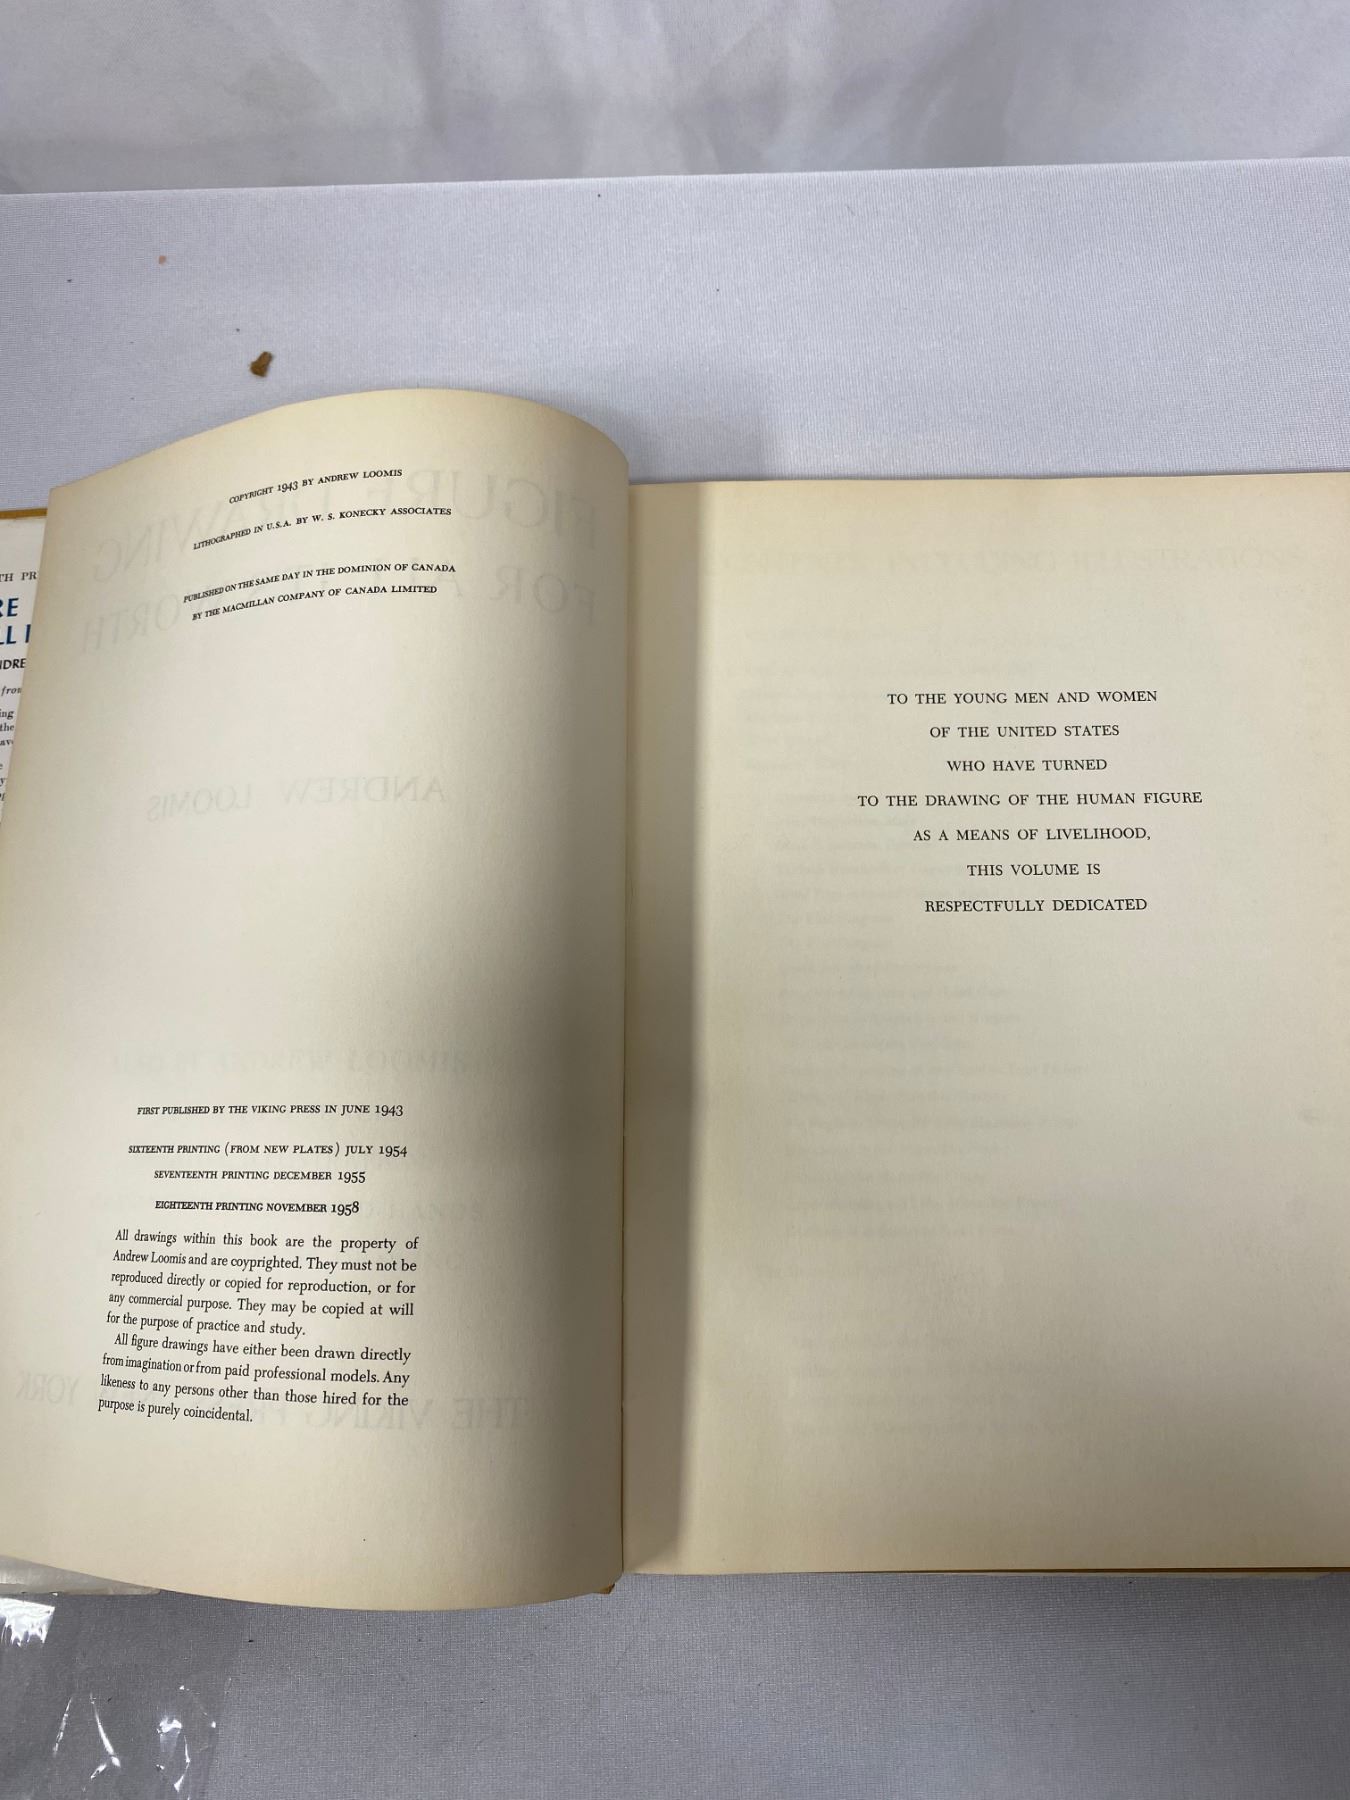 COPYRIGHT 1943 BY ANDREW LOOMIS
LITHOGRAPHED IN U.S.A. BY W. S. KONECKY ASSOCIATES
PUBLISHED ON THE SAME DAY IN THE DOMINION OF CANADA
BY THE MACMILLAN COMPANY OF CANADA LIMITED
FIRST PUBLISHED BY THE VIKING PRESS IN JUNE 1943
SIXTEENTH PRINTING (FROM NEW PLATES) JULY 1954
SEVENTEENTH PRINTING DECEMBER 1955
EIGHTEENTH PRINTING NOVEMBER 1958
All drawings within this book are the property of
Andrew Loomis and are coyprighted. They must not be
reproduced directly or copied for reproduction, or for
any commercial purpose. They may be copied at will
for the purpose of practice and study.
All figure drawings have either been drawn directly
from imagination or from paid professional models. Any
likeness to any persons other than those hired for the
purpose is purely coincidental.
TO THE YOUNG MEN AND WOMEN
OF THE UNITED STATES
WHO HAVE TURNED
TO THE DRAWING OF THE HUMAN FIGURE
AS A MEANS OF LIVELIHOOD,
THIS VOLUME IS
RESPECTFULLY DEDICATED